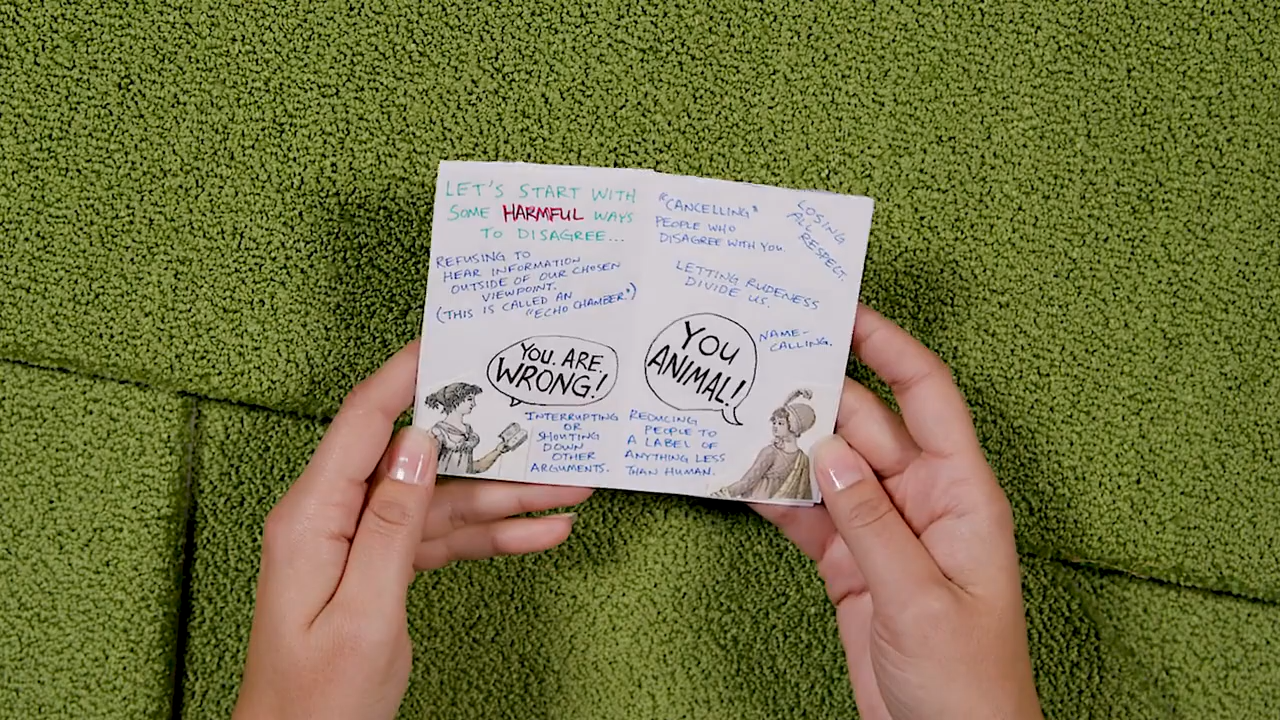 LET'S START WITH
SOME HARMFUL WAYS
TO DISAGREE...
REFUSING TO
HEAR INFORMATION
OUTSIDE OF OUR CHOSEN
VIEWPOINT.
(THIS IS CALLED AN
"ECHO CHAMBER.")
YOU. ARE.
WRONG!
INTERRUPTING
OR
SHOUTING
DOWN
OTHER
ARGUMENTS.
"CANCELLING"
PEOPLE WHO
DISAGREE WITH YOU.
LOSING
ALL
RESPECT.
LETTING RUDENESS
DIVIDE US.
NAME-
CALLING.
YOU
ANIMAL!
REDUCING
PEOPLE TO
A LABEL OF
ANYTHING LESS
THAN HUMAN.